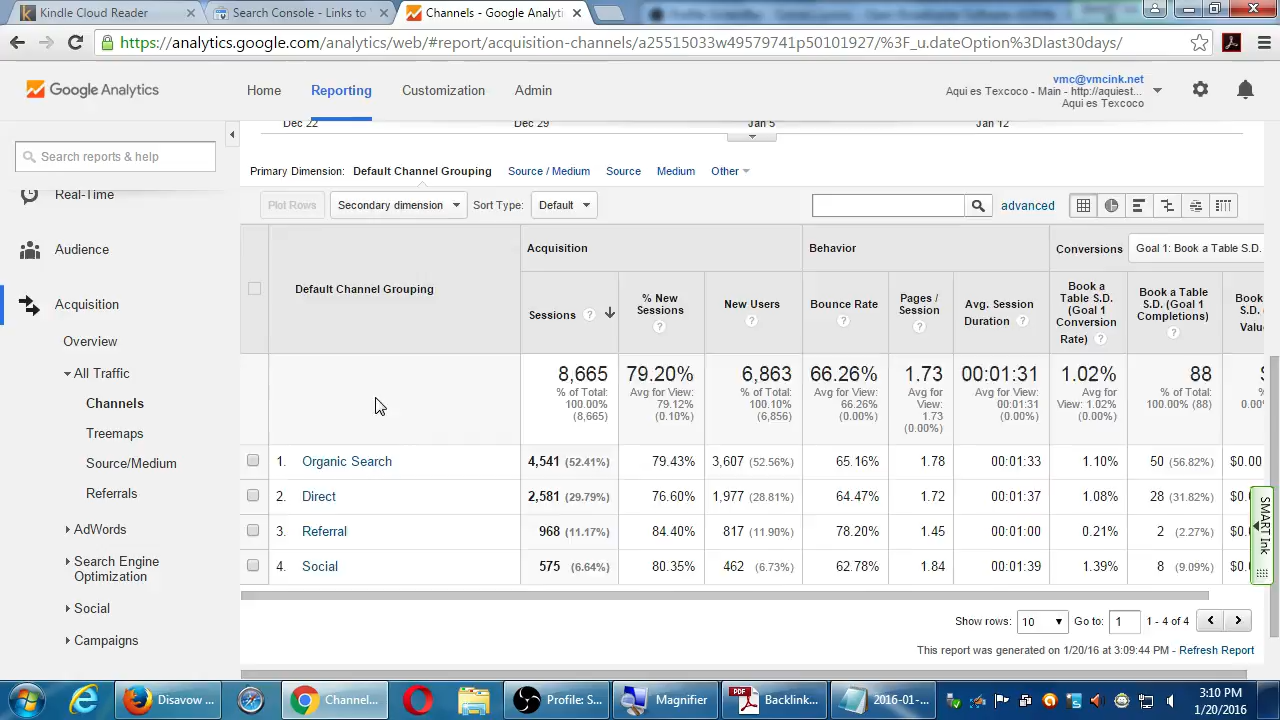 Kindle Cloud Reader
Search Console - Links to
Channels - Google Analyti
https://analytics.google.com/analytics/web/#report/acquisition-channels/a25515033w49579741p50101927/%3F_u.dateOption%3Dlast30days/
Google Analytics
Home
Reporting
Customization
Admin
vmc@vmcink.net
Aqui es Texcoco - Main - http://aquiest...
Aqui es Texcoco
Search reports & help
Real-Time
Audience
Acquisition
Overview
All Traffic
Channels
Treemaps
Source/Medium
Referrals
AdWords
Search Engine
Optimization
Social
Campaigns
Dec 22
Dec 29
Jan 5
Jan 12
Primary Dimension: Default Channel Grouping Source / Medium Source Medium Other
Plot Rows Secondary dimension Sort Type: Default advanced
Default Channel Grouping
Acquisition
Behavior
Conversions Goal 1: Book a Table S.D.
Sessions ?
% New
Sessions
?
New Users
?
Bounce Rate
?
Pages /
Session
?
Avg. Session
Duration ?
Book a
Table S.D.
(Goal 1
Conversion
Rate) ?
Book a Table
S.D. (Goal 1
Completions)
?
Book
S.D.
Valu
8,665
% of Total:
100.00%
(8,665)
79.20%
Avg for View:
79.12%
(0.10%)
6,863
% of Total:
100.10%
(6,856)
66.26%
Avg for View:
66.26%
(0.00%)
1.73
Avg for
View:
1.73
(0.00%)
00:01:31
Avg for View:
00:01:31
(0.00%)
1.02%
Avg for
View: 1.02%
(0.00%)
88
% of Total:
100.00% (88)
$
%
0.00
1. Organic Search 4,541 (52.41%) 79.43% 3,607 (52.56%) 65.16% 1.78 00:01:33 1.10% 50 (56.82%) $0.00
2. Direct 2,581 (29.79%) 76.60% 1,977 (28.81%) 64.47% 1.72 00:01:37 1.08% 28 (31.82%) $0.
3. Referral 968 (11.17%) 84.40% 817 (11.90%) 78.20% 1.45 00:01:00 0.21% 2 (2.27%) $0.
4. Social 575 (6.64%) 80.35% 462 (6.73%) 62.78% 1.84 00:01:39 1.39% 8 (9.09%) $0.
SMART Ink
Show rows: 10 Go to: 1 1 - 4 of 4
This report was generated on 1/20/16 at 3:09:44 PM - Refresh Report
Disavow ...
Channel...
Profile: S...
Magnifier
PDF
Backlink...
2016-01-...
3:10 PM
1/20/2016